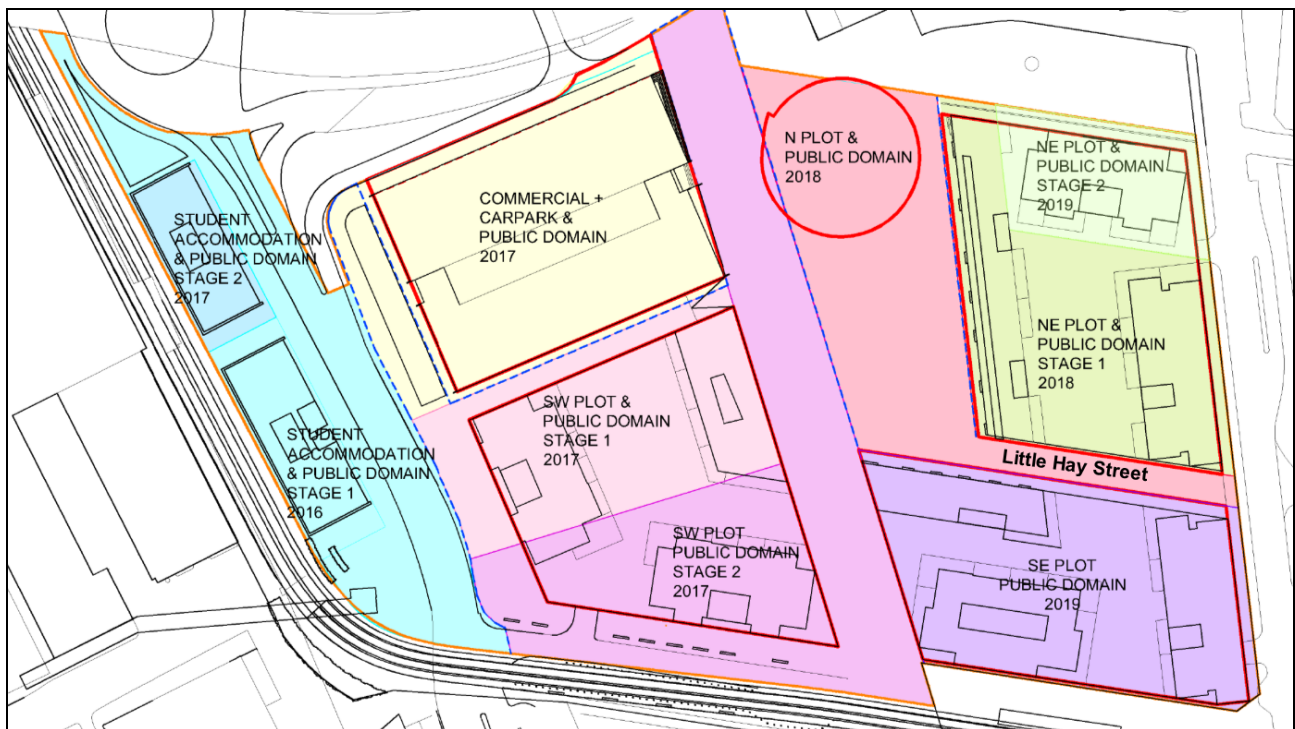 STUDENT
ACCOMMODATION
& PUBLIC DOMAIN
STAGE 2
2017
COMMERCIAL +
CARPARK &
PUBLIC DOMAIN
2017
N PLOT &
PUBLIC DOMAIN
2018
NE PLOT &
PUBLIC DOMAIN
STAGE 2
2019
NE PLOT &
PUBLIC DOMAIN
STAGE 1
2018
STUDENT
ACCOMMODATION
& PUBLIC DOMAIN
STAGE 1
2016
SW PLOT &
PUBLIC DOMAIN
STAGE 1
2017
Little Hay Street
SW PLOT
PUBLIC DOMAIN
STAGE 2
2017
SE PLOT
PUBLIC DOMAIN
2019